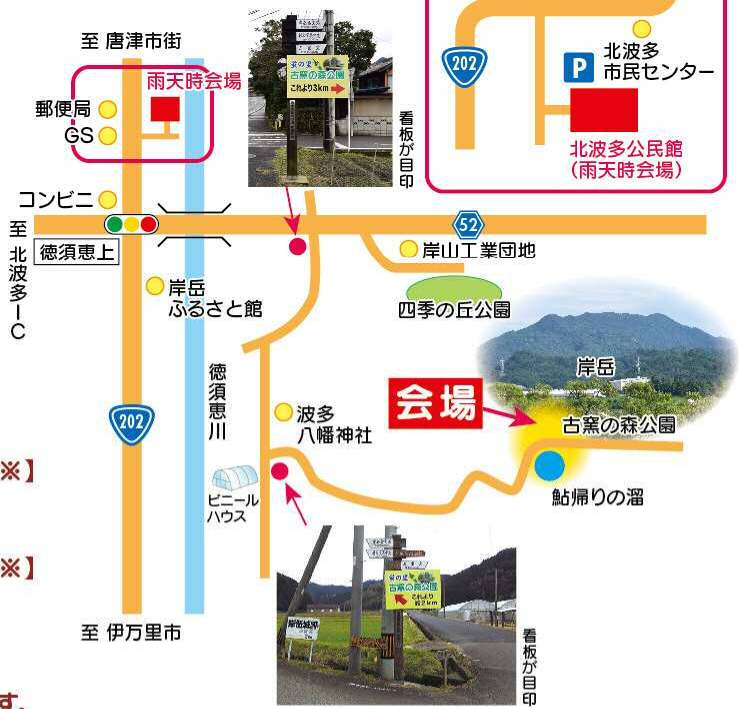 至 唐津市街
雨天時会場
郵便局
GS
コンビニ
徳須恵上
至 北波多IC
岸岳
ふるさと館
徳須恵川
202
至 伊万里市
古窯の森公園
これより3km
看板が目印
202
P
北波多
市民センター
北波多公民館
(雨天時会場)
52
岸山工業団地
四季の丘公園
岸岳
会場
古窯の森公園
鮎帰りの溜
波多
八幡神社
ビニール
ハウス
古窯の森公園
これより
約2km
岸岳城跡
看板が目印
※】
※】
す。